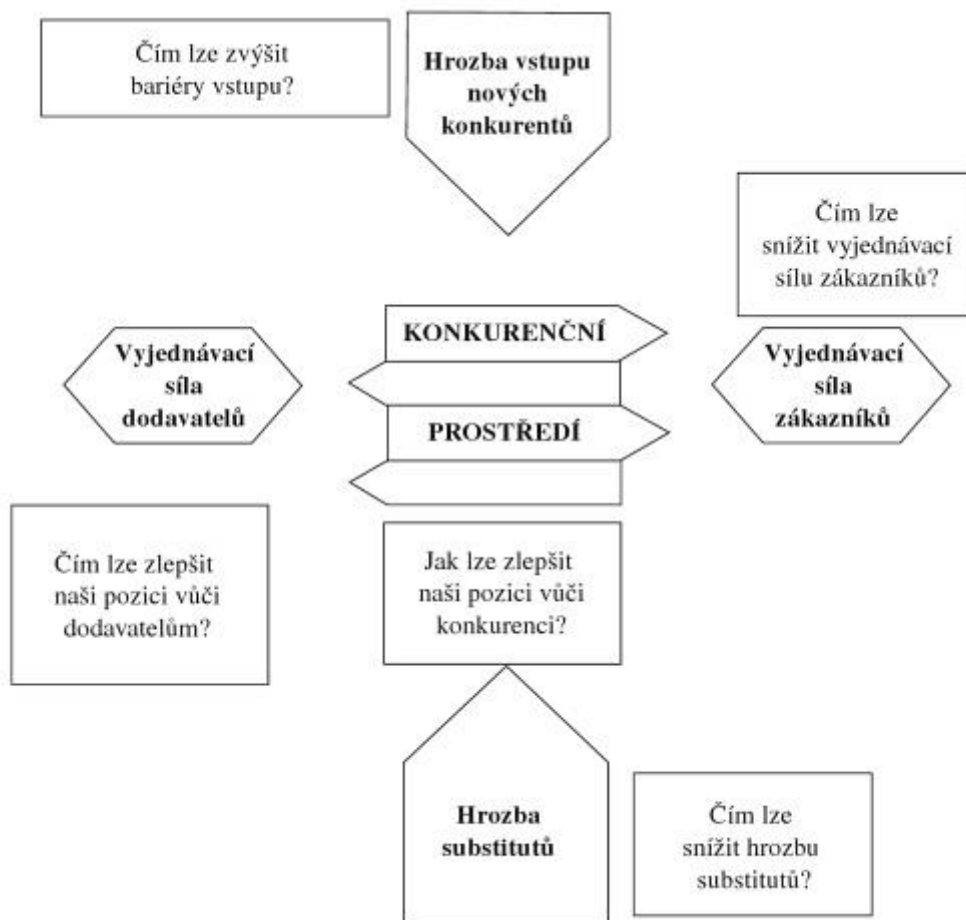 Čím lze zvýšit
bariéry vstupu?
Hrozba vstupu
nových
konkurentů
Čím lze
snížit vyjednávací
sílu zákazníků?
Vyjednávací
síla
dodavatelů
KONKURENČNÍ
PROSTŘEDÍ
Vyjednávací
síla
zákazníků
Čím lze zlepšit
naši pozici vůči
dodavatelům?
Jak lze zlepšit
naši pozici vůči
konkurenci?
Hrozba
substitutů
Čím lze
snížit hrozbu
substitutů?